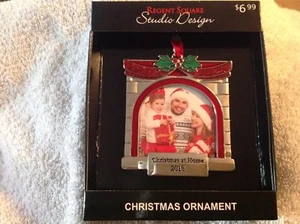 REGENT SQUARE
Studio Design
$6.99
Christmas at Home
2018
CHRISTMAS ORNAMENT